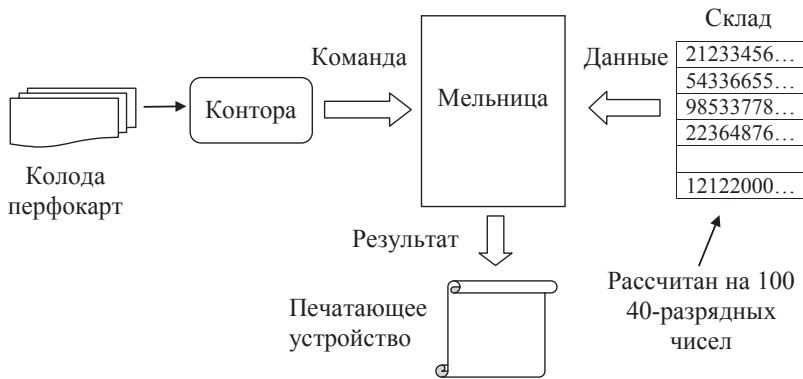 Склад
Команда
Данные
21233456…
54336655…
98533778…
22364876…
12122000…
Контора
Мельница
Колода
перфокарт
Результат
Печатающее
устройство
Рассчитан на 100
40-разрядных
чисел